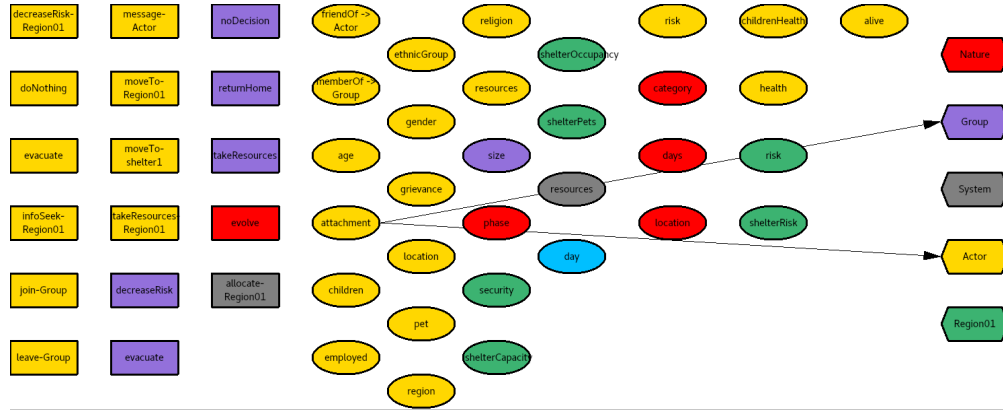 decreaseRisk-
Region01
message-
Actor
noDecision
friendOf ->
Actor
religion
risk
childrenHealth
alive
ethnicGroup
shelterOccupancy
Nature
doNothing
moveTo-
Region01
returnHome
memberOf ->
Group
resources
category
health
gender
shelterPets
Group
evacuate
moveTo-
shelter1
takeResources
age
size
days
risk
grievance
resources
System
infoSeek-
Region01
takeResources-
Region01
evolve
attachment
phase
location
shelterRisk
location
day
Actor
join-Group
decreaseRisk
allocate-
Region01
children
security
pet
Region01
leave-Group
evacuate
employed
shelterCapacity
region